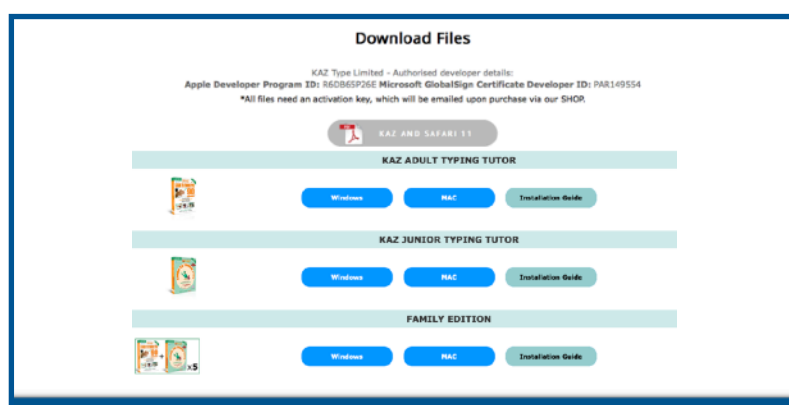 Download Files
KAZ Type Limited - Authorised developer details:
Apple Developer Program ID: R6DB65P26E Microsoft GlobalSign Certificate Developer ID: PAR149554
*All files need an activation key, which will be emailed upon purchase via our SHOP.
KAZ AND SAFARI 11
KAZ ADULT TYPING TUTOR
Windows MAC Installation Guide
KAZ JUNIOR TYPING TUTOR
Windows MAC Installation Guide
FAMILY EDITION
x5 Windows MAC Installation Guide